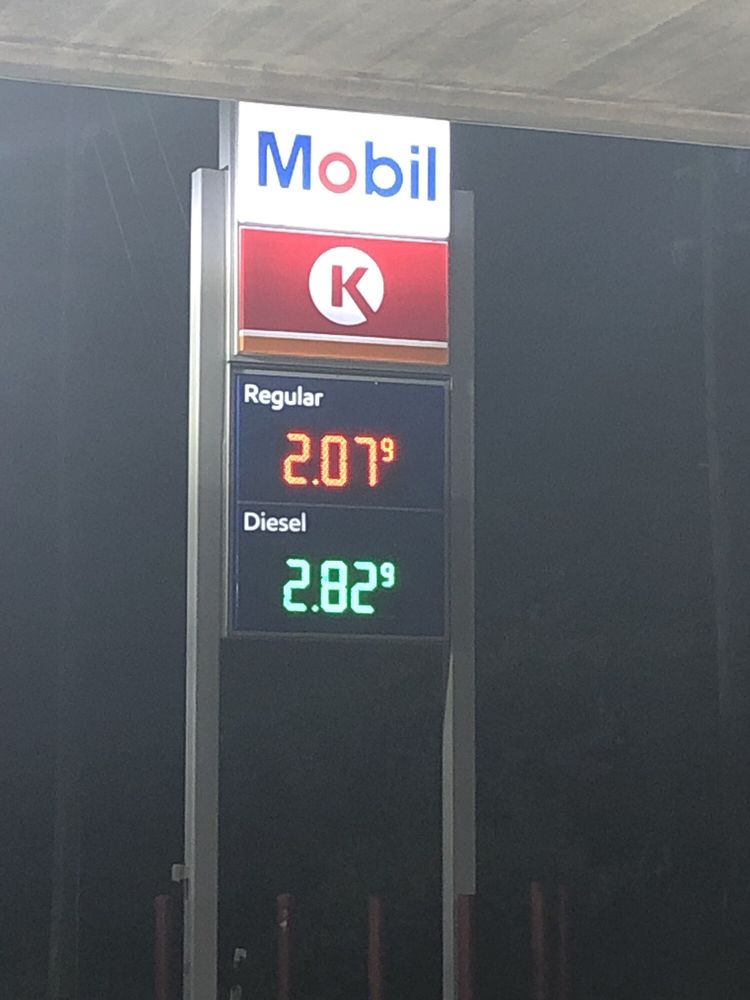 Mobil
K
Regular
2.07⁹
Diesel
2.82⁹